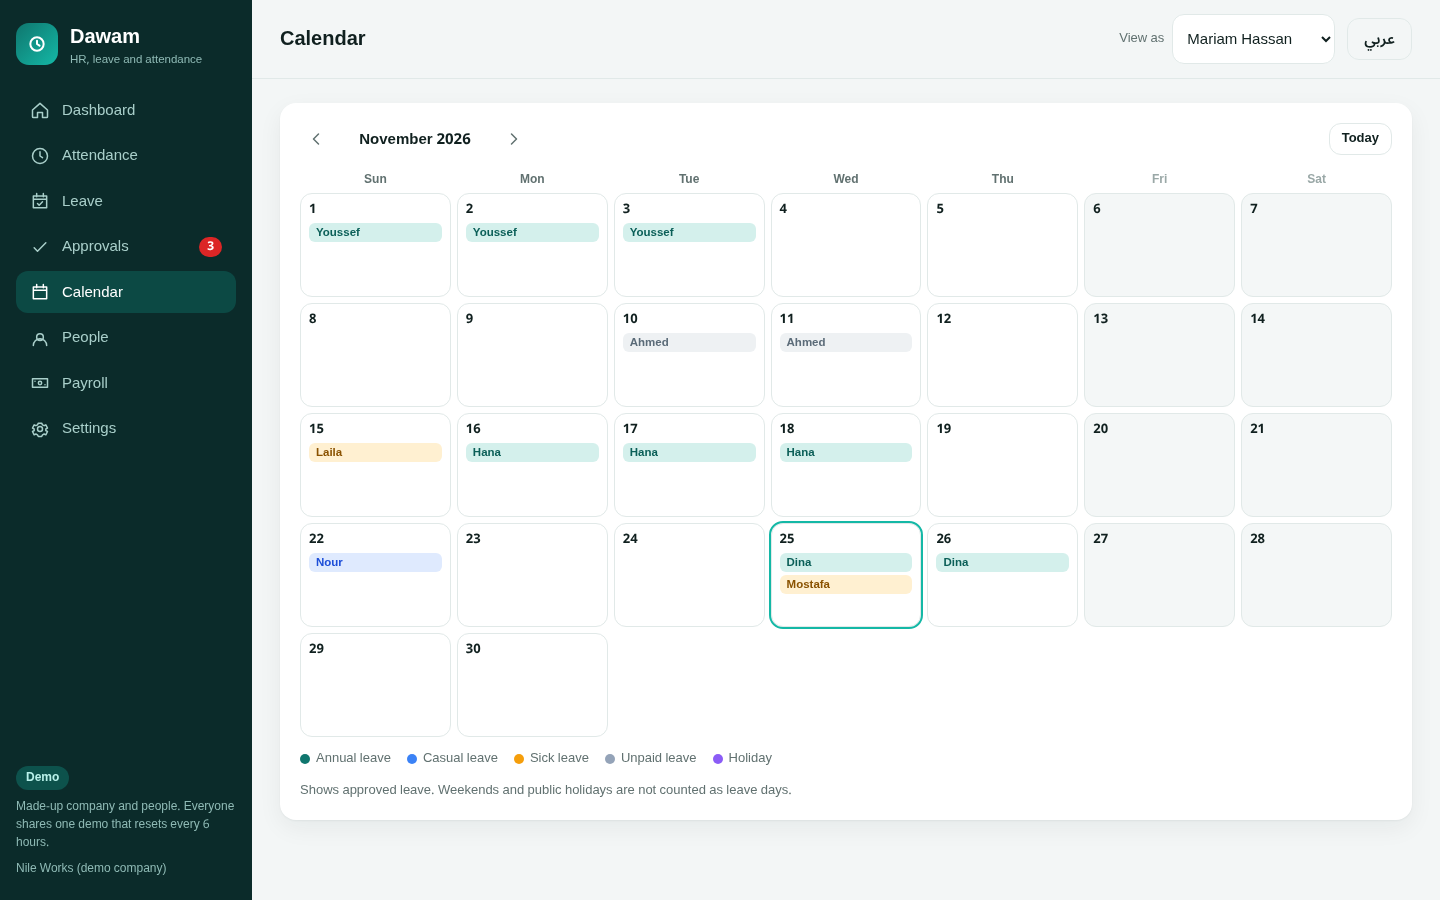 Dawam
HR, leave and attendance
Dashboard
Attendance
Leave
Approvals 3
Calendar
People
Payroll
Settings
Demo
Made-up company and people. Everyone
shares one demo that resets every 6
hours.
Nile Works (demo company)
Calendar
View as Mariam Hassan عربي
November 2026 Today
Sun Mon Tue Wed Thu Fri Sat
1 2 3 4 5 6 7
Youssef Youssef Youssef
8 9 10 11 12 13 14
Ahmed Ahmed
15 16 17 18 19 20 21
Laila Hana Hana Hana
22 23 24 25 26 27 28
Nour Dina Dina
Mostafa
29 30
Annual leave Casual leave Sick leave Unpaid leave Holiday
Shows approved leave. Weekends and public holidays are not counted as leave days.